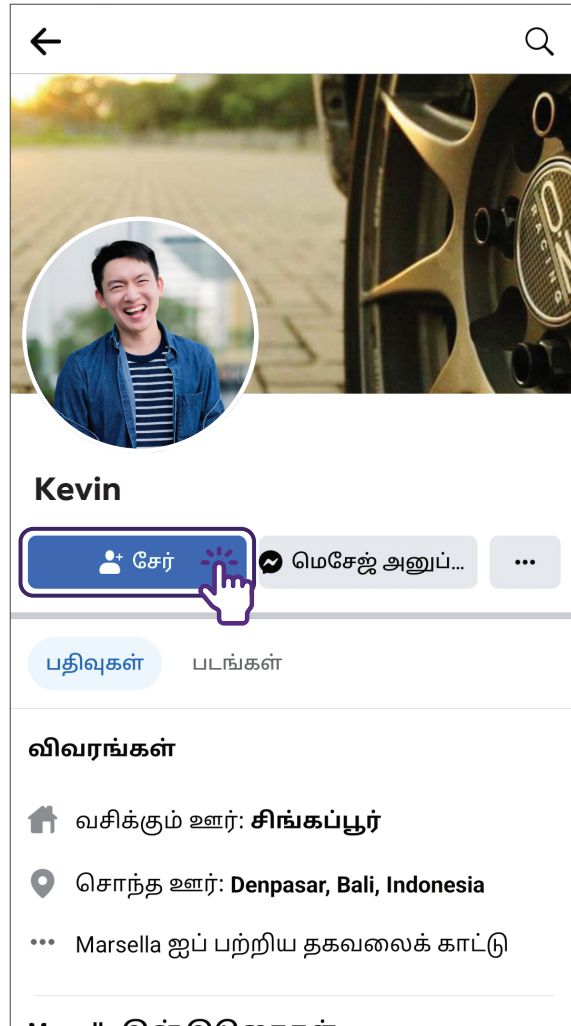 Kevin
சேர்
மெசேஜ் அனுப்...
பதிவுகள் படங்கள்
விவரங்கள்
வசிக்கும் ஊர்: சிங்கப்பூர்
சொந்த ஊர்: Denpasar, Bali, Indonesia
Marsella ஐப் பற்றிய தகவலைக் காட்டு